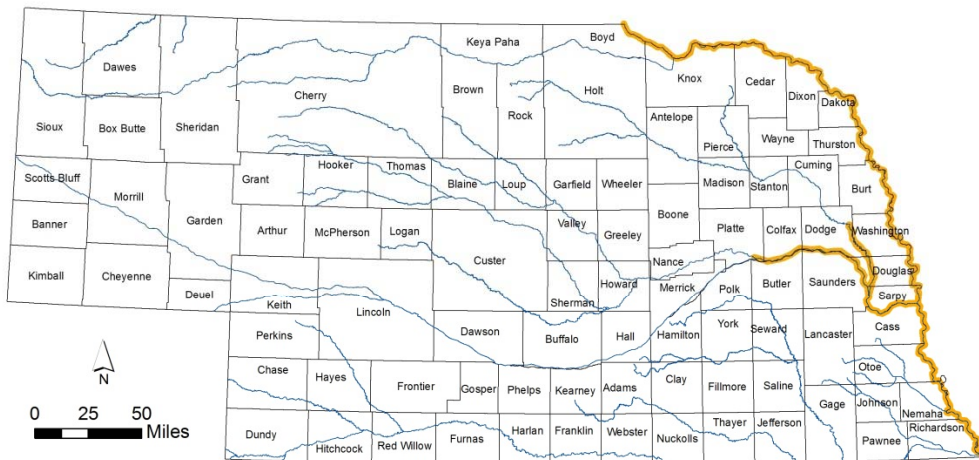 Boyd
Keya Paha
Knox
Cedar
Dawes
Cherry
Brown
Holt
Dixon
Dakota
Rock
Antelope
Sioux
Box Butte
Sheridan
Pierce
Wayne
Thurston
Hooker
Thomas
Cuming
Scotts Bluff
Grant
Blaine
Loup
Garfield
Wheeler
Madison
Stanton
Burt
Morrill
Boone
Garden
Banner
Arthur
McPherson
Logan
Valley
Greeley
Platte
Colfax
Dodge
Washington
Custer
Nance
Kimball
Cheyenne
Douglas
Howard
Merrick
Polk
Butler
Saunders
Deuel
Keith
Lincoln
Sherman
Sarpy
Perkins
Dawson
Buffalo
Hall
Hamilton
York
Seward
Lancaster
Cass
Chase
Otoe
Hayes
Frontier
Gosper
Phelps
Kearney
Adams
Clay
Fillmore
Saline
Gage
Johnson
Nemaha
Dundy
Hitchcock
Red Willow
Furnas
Harlan
Franklin
Webster
Nuckolls
Thayer
Jefferson
Pawnee
Richardson
N
0 25 50
Miles